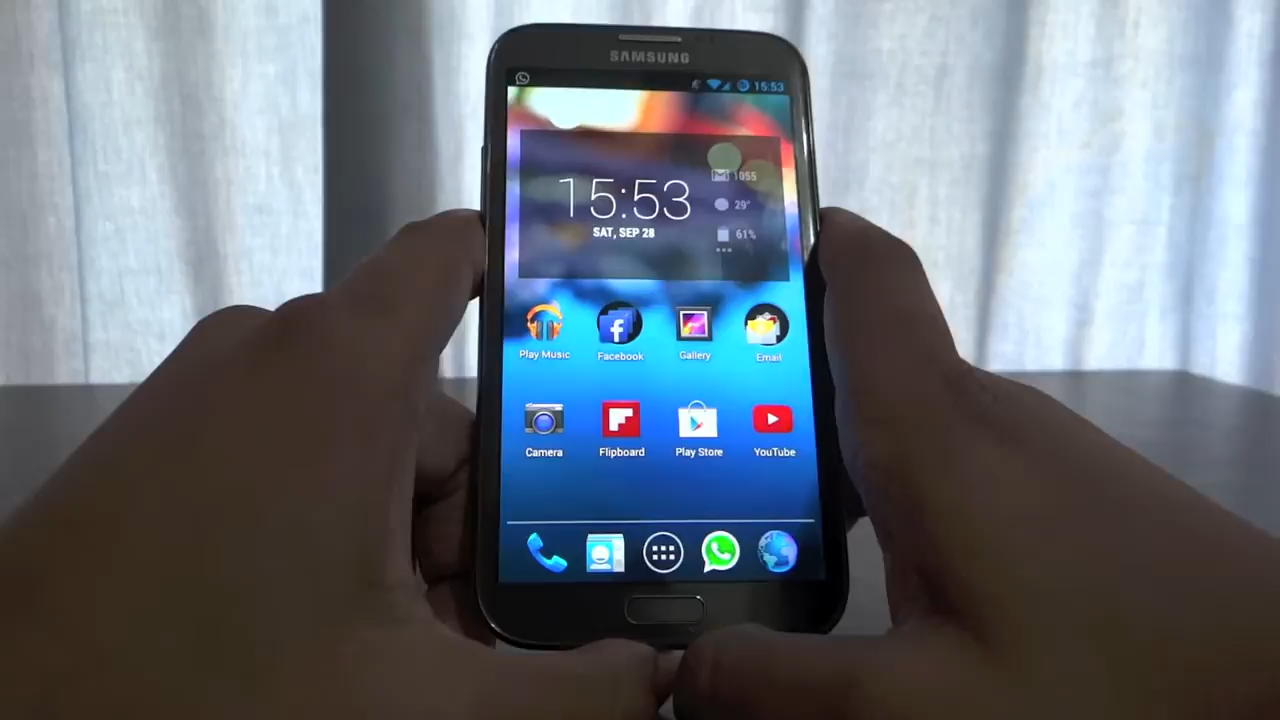 SAMSUNG
15:53
15:53
SAT, SEP 28
1055
29°
61%
Play Music
Facebook
Gallery
Email
Camera
Flipboard
Play Store
YouTube